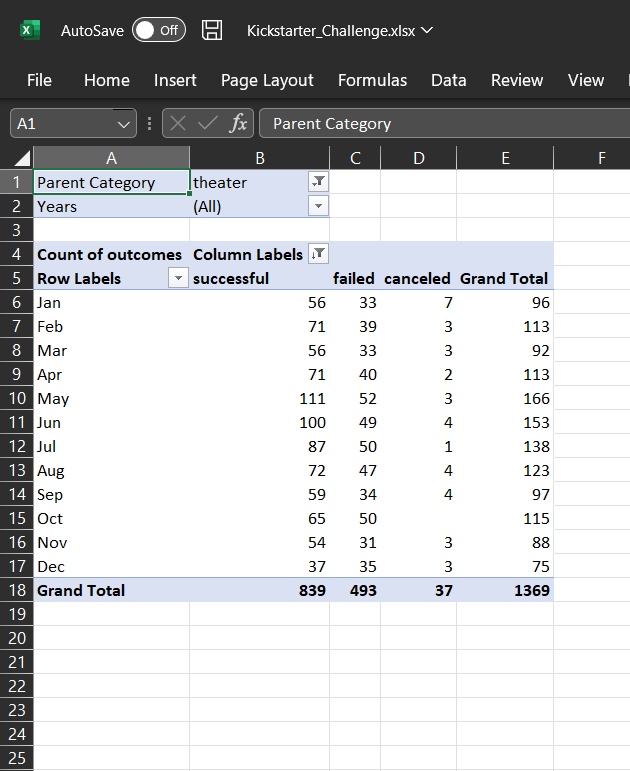 AutoSave Off Kickstarter_Challenge.xlsx
File Home Insert Page Layout Formulas Data Review View
A1 fx Parent Category
A B C D E F
1 Parent Category theater
2 Years (All)
3
4 Count of outcomes Column Labels
5 Row Labels successful failed canceled Grand Total
6 Jan 56 33 7 96
7 Feb 71 39 3 113
8 Mar 56 33 3 92
9 Apr 71 40 2 113
10 May 111 52 3 166
11 Jun 100 49 4 153
12 Jul 87 50 1 138
13 Aug 72 47 4 123
14 Sep 59 34 4 97
15 Oct 65 50 115
16 Nov 54 31 3 88
17 Dec 37 35 3 75
18 Grand Total 839 493 37 1369
19
20
21
22
23
24
25